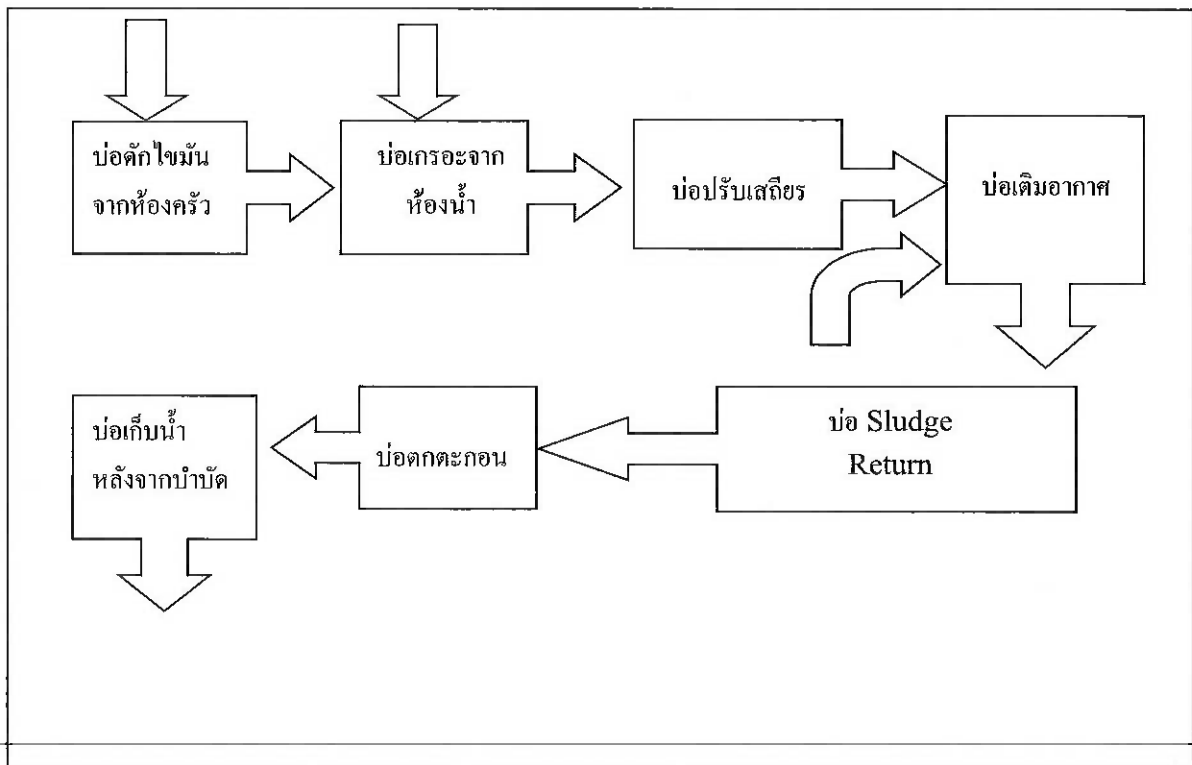 บ่อดักไขมัน
จากห้องครัว
บ่อเกรอะจาก
ห้องน้ำ
บ่อปรับเสถียร
บ่อเติมอากาศ
บ่อเก็บน้ำ
หลังจากบำบัด
บ่อตกตะกอน
บ่อ Sludge
Return